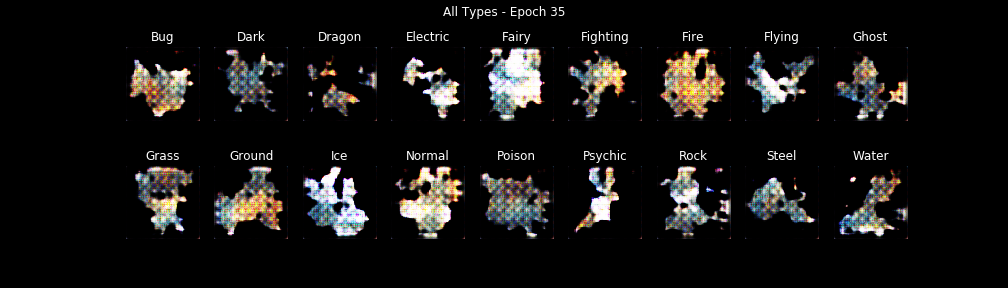 All Types - Epoch 35
Bug Dark Dragon Electric Fairy Fighting Fire Flying Ghost
Grass Ground Ice Normal Poison Psychic Rock Steel Water